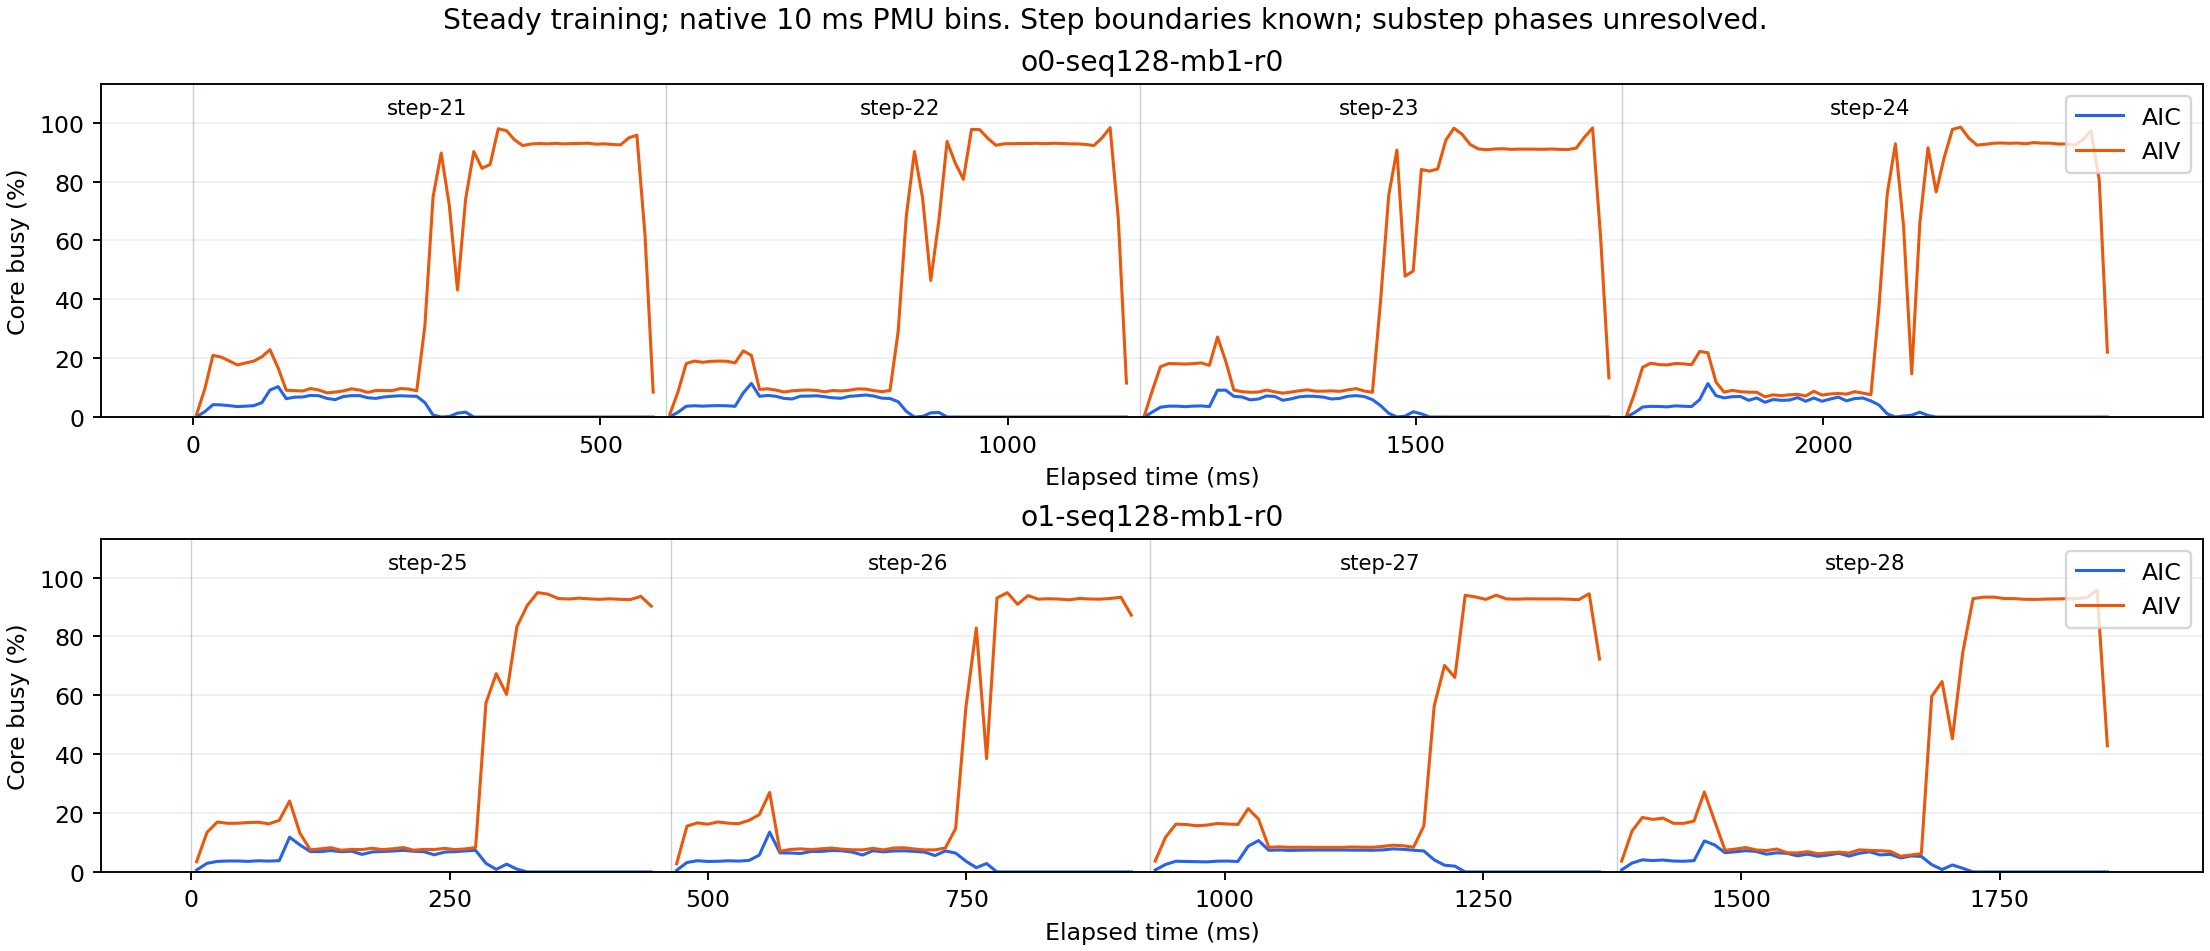 Steady training; native 10 ms PMU bins. Step boundaries known; substep phases unresolved.
o0-seq128-mb1-r0
step-21 step-22 step-23 step-24
AIC
AIV
Core busy (%)
100
80
60
40
20
0
0 500 1000 1500 2000
Elapsed time (ms)
o1-seq128-mb1-r0
step-25 step-26 step-27 step-28
AIC
AIV
Core busy (%)
100
80
60
40
20
0
0 250 500 750 1000 1250 1500 1750
Elapsed time (ms)